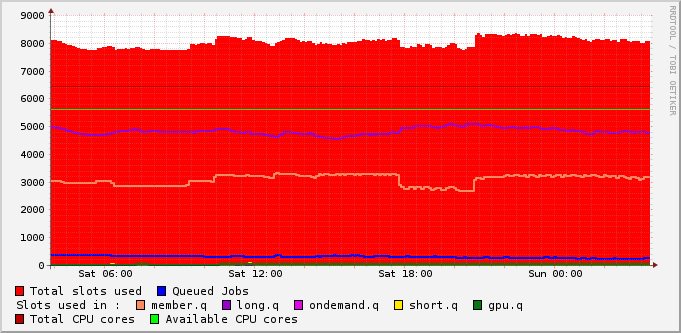 9000
8000
7000
6000
5000
4000
3000
2000
1000
0
Sat 06:00 Sat 12:00 Sat 18:00 Sun 00:00
Total slots used Queued Jobs
Slots used in : member.q long.q ondemand.q short.q gpu.q
Total CPU cores Available CPU cores
RRDTOOL / TOBI OETIKER